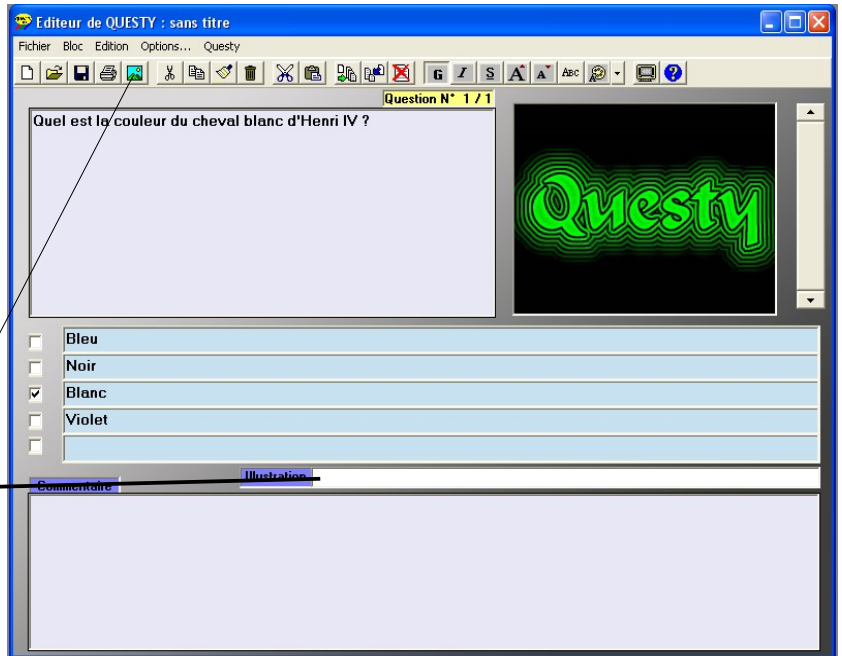 Editeur de QUESTY : sans titre
Fichier Bloc Edition Options... Questy
G I S A A ABC
Question N° 1 / 1
Quel est la couleur du cheval blanc d'Henri IV ?
Questy
Bleu
Noir
Blanc
Violet
Illustration
Commentaire